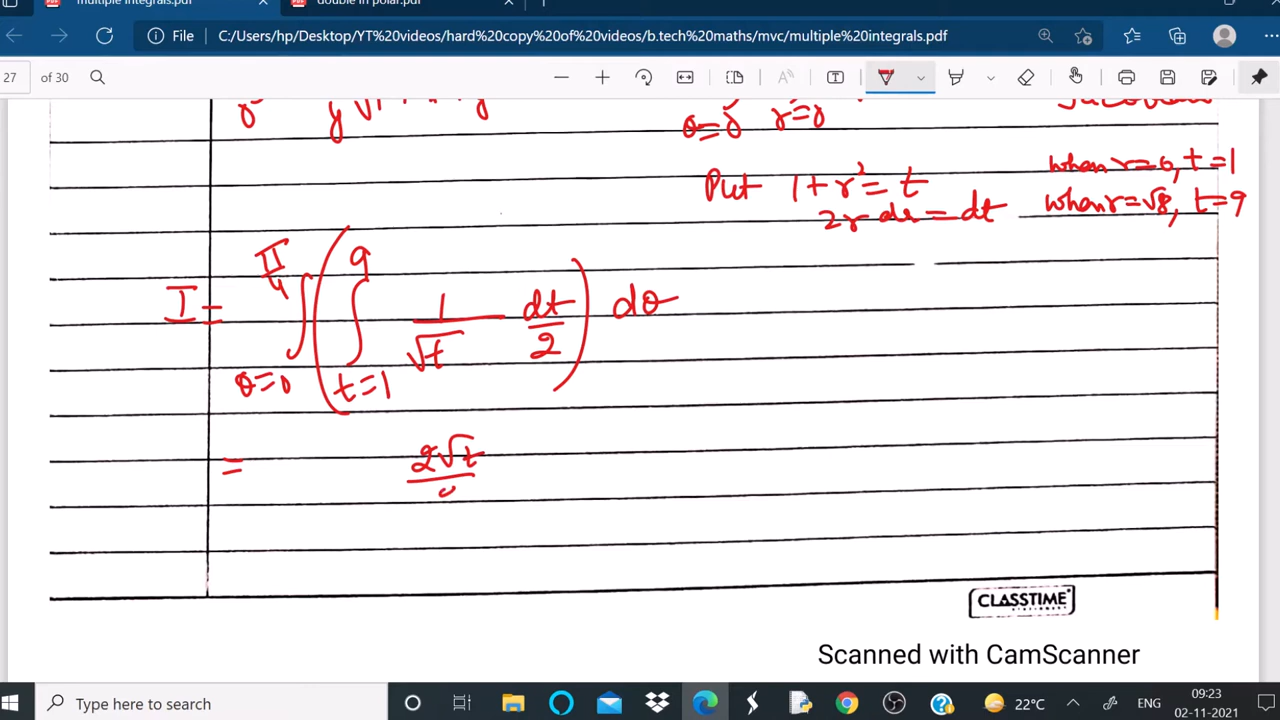 multiple integrals.pdf
double in polar.pdf
File C:/Users/hp/Desktop/YT%20videos/hard%20copy%20of%20videos/b.tech%20maths/mvc/multiple%20integrals.pdf
27 of 30
r=0
Put 1+r²=t when r=0, t=1
2r dr = dt when r=√8, t=9
I= ∫ π/4 θ=0 ( ∫ 9 t=1 1/√t dt/2 ) dθ
= 2√t
CLASSTIME
Scanned with CamScanner
Type here to search
22°C
ENG
09:23
02-11-2021